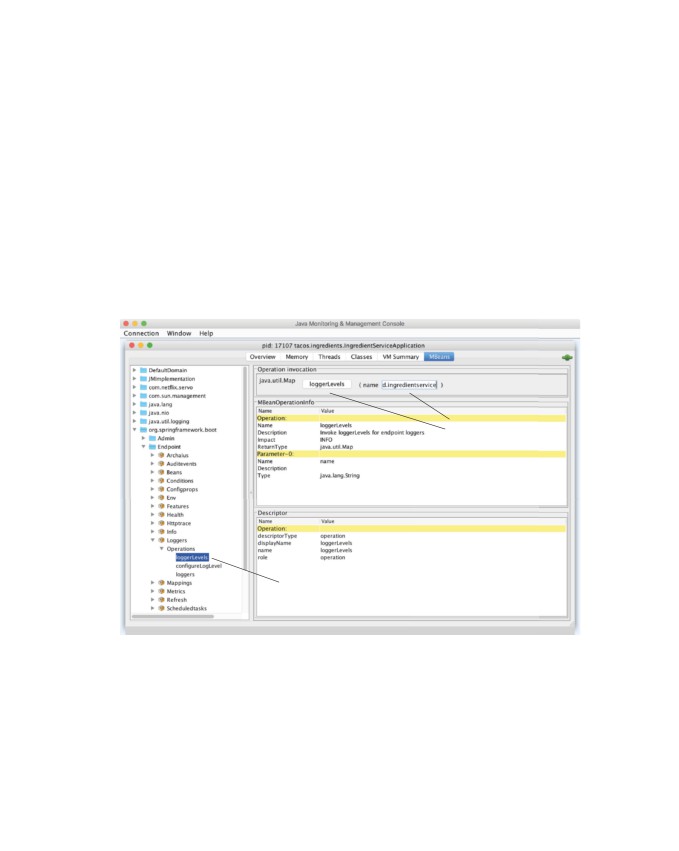 Java Monitoring & Management Console
Connection Window Help
pid: 17107 tacos.ingredients.IngredientServiceApplication
Overview Memory Threads Classes VM Summary MBeans
DefaultDomain
JMImplementation
com.netflix.servo
com.sun.management
java.lang
java.nio
java.util.logging
org.springframework.boot
Admin
Endpoint
Archaius
Auditevents
Beans
Conditions
Configprops
Env
Features
Health
Httptrace
Info
Loggers
Operations
loggerLevels
configureLogLevel
loggers
Mappings
Metrics
Refresh
Scheduledtasks
Operation invocation
java.util.Map loggerLevels ( name d.ingredientservice )
MBeanOperationInfo
Name Value
Operation:
Name loggerLevels
Description Invoke loggerLevels for endpoint loggers
Impact INFO
ReturnType java.util.Map
Parameter-0:
Name name
Description
Type java.lang.String
Descriptor
Name Value
Operation:
descriptorType operation
displayName loggerLevels
name loggerLevels
role operation